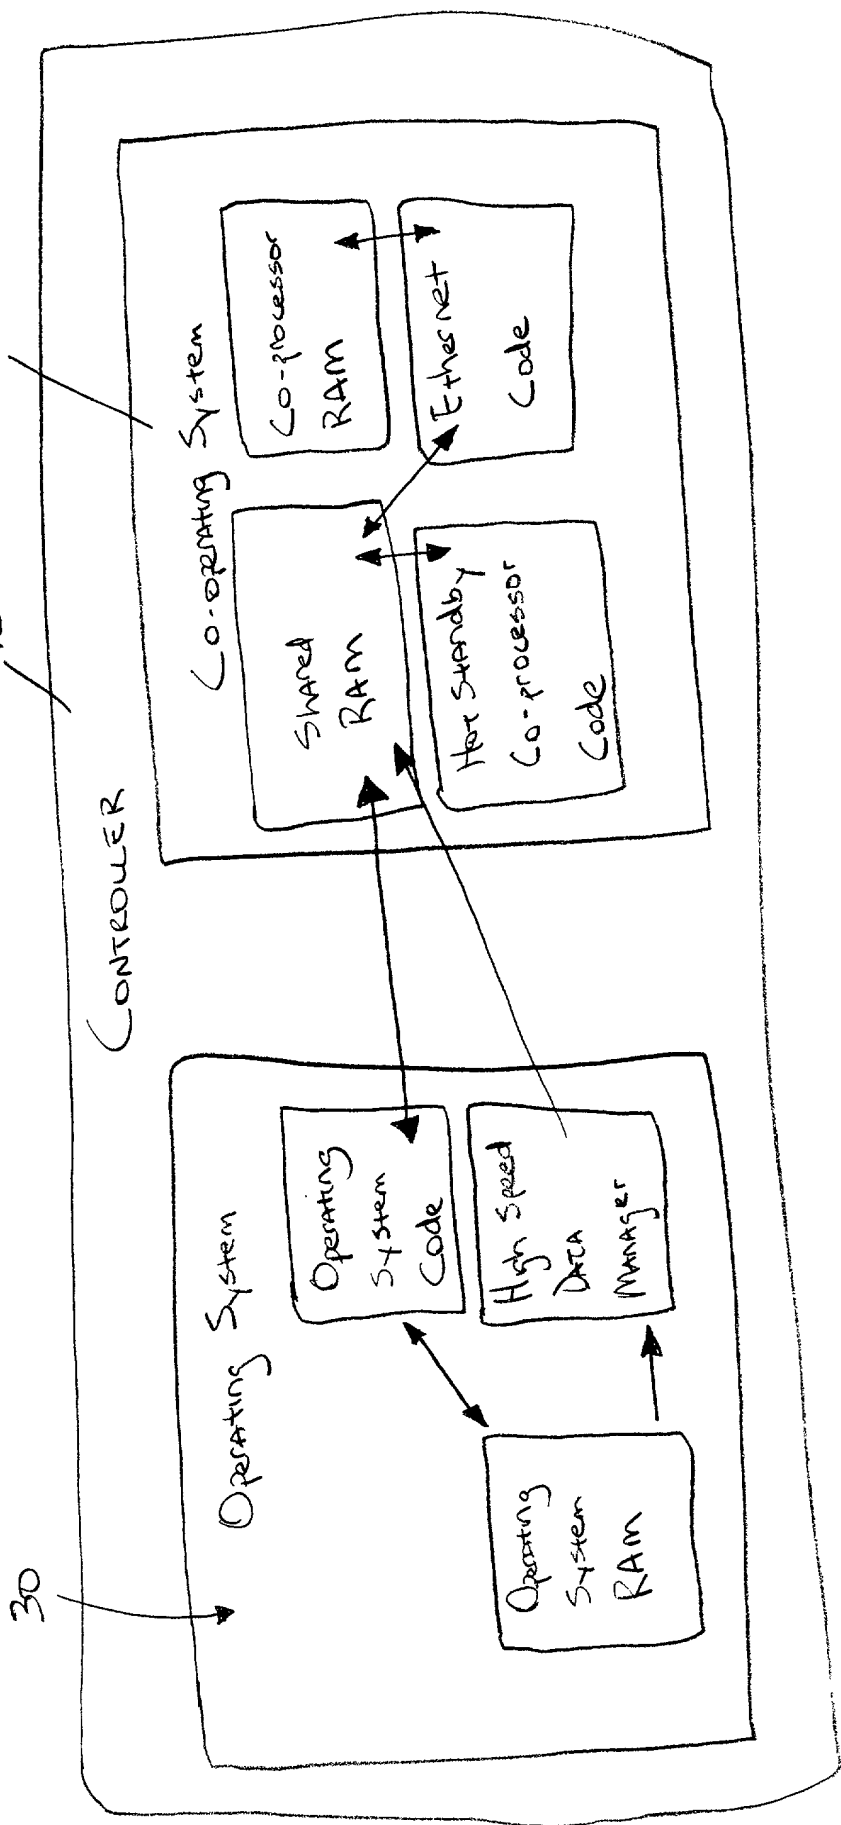 30
CONTROLLER
Operating System
Operating
System
Code
High Speed
DATA
MANAGER
Operating
System
RAM
Co-operating System
Shared
RAM
Co-processor
RAM
Hot Standby
Co-processor
Code
Ethernet
Code